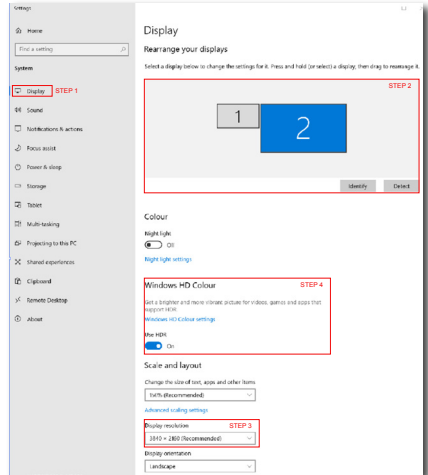 Settings
Home
Find a setting
System
Display
STEP 1
Sound
Notifications & actions
Focus assist
Power & sleep
Storage
Tablet
Multi-tasking
Projecting to this PC
Shared experiences
Clipboard
Remote Desktop
About
Display
Rearrange your displays
Select a display below to change the settings for it. Press and hold (or select) a display, then drag to rearrange it.
STEP 2
1
2
Identify
Detect
Colour
Night light
Off
Night light settings
Windows HD Colour
STEP 4
Get a brighter and more vibrant picture for videos, games and apps that
support HDR.
Windows HD Colour settings
Use HDR
On
Scale and layout
Change the size of text, apps and other items
150% (Recommended)
Advanced scaling settings
Display resolution
STEP 3
3840 × 2160 (Recommended)
Display orientation
Landscape